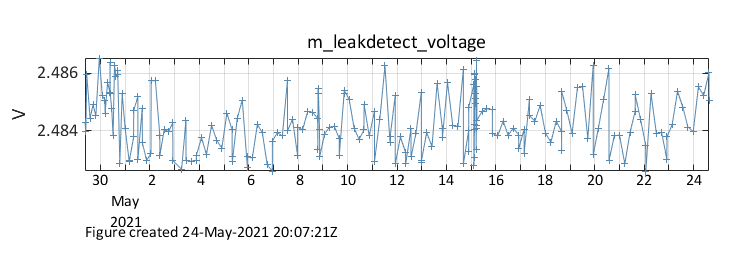 m_leakdetect_voltage
2.486
2.484
V
30 2 4 6 8 10 12 14 16 18 20 22 24
May
2021
Figure created 24-May-2021 20:07:21Z